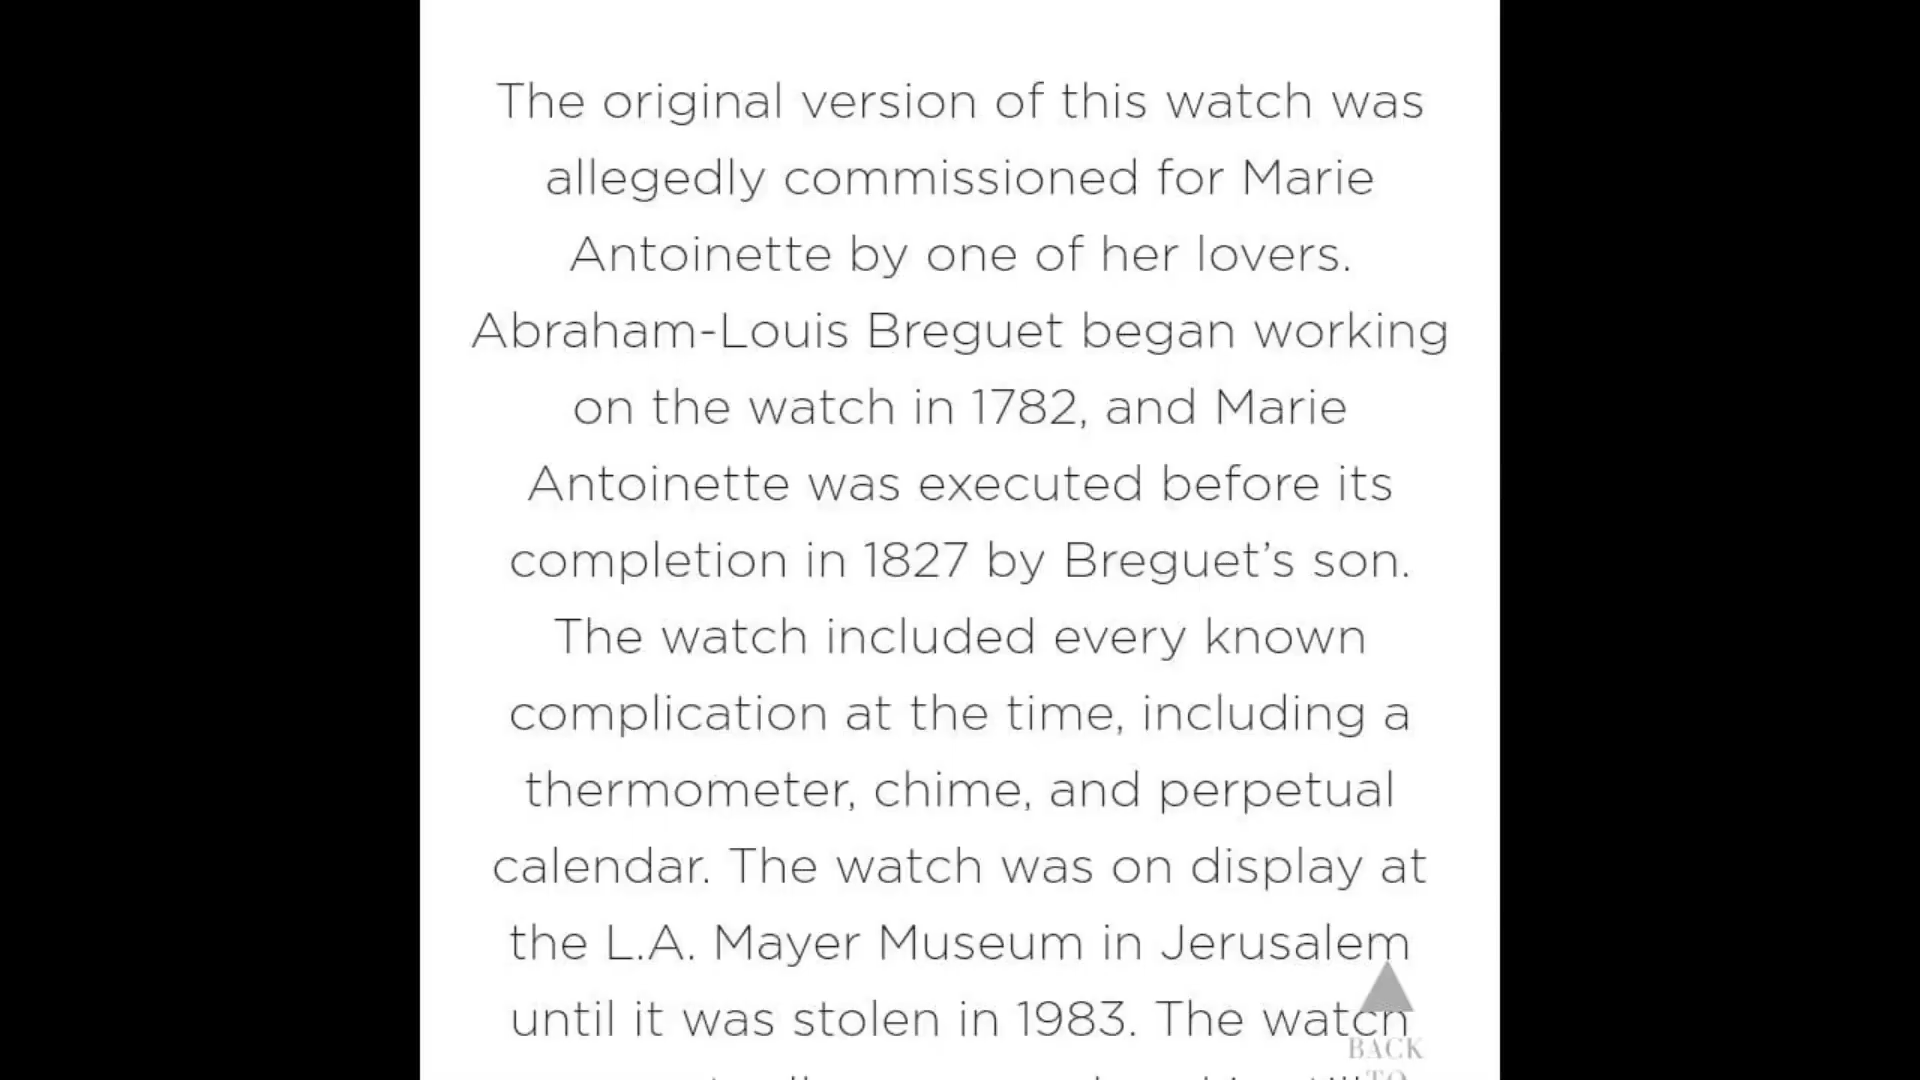 The original version of this watch was
allegedly commissioned for Marie
Antoinette by one of her lovers.
Abraham-Louis Breguet began working
on the watch in 1782, and Marie
Antoinette was executed before its
completion in 1827 by Breguet’s son.
The watch included every known
complication at the time, including a
thermometer, chime, and perpetual
calendar. The watch was on display at
the L.A. Mayer Museum in Jerusalem
until it was stolen in 1983. The watch
BACK
TO